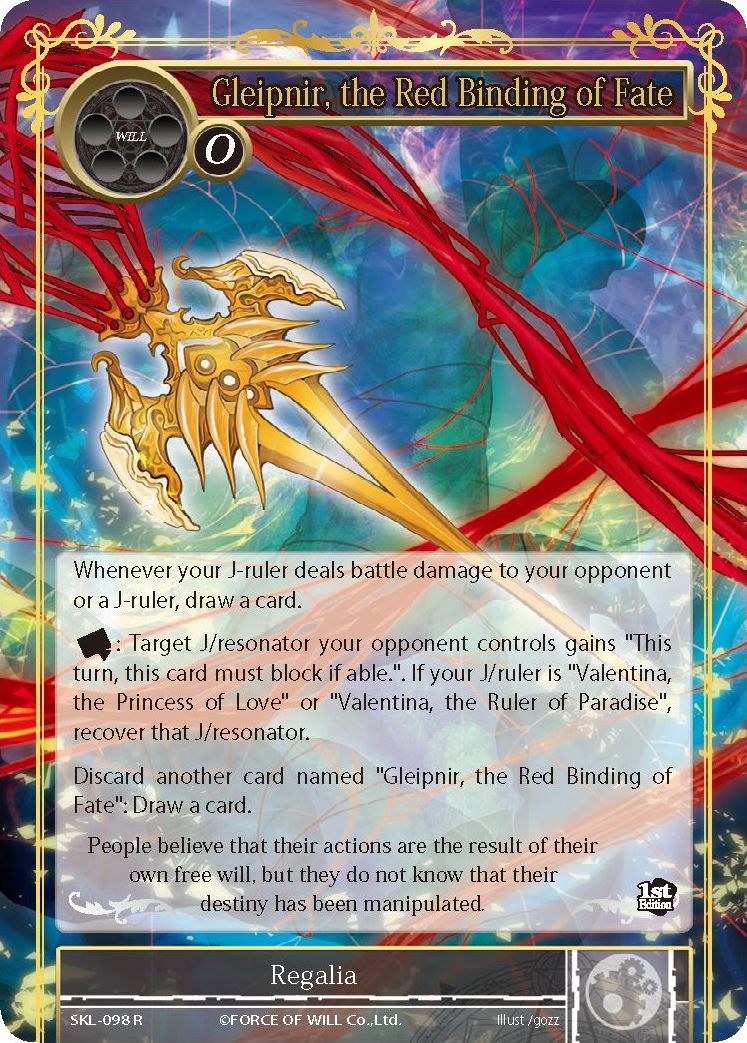 Gleipnir, the Red Binding of Fate
WILL
0
Whenever your J-ruler deals battle damage to your opponent
or a J-ruler, draw a card.
: Target J/resonator your opponent controls gains "This
turn, this card must block if able.". If your J/ruler is "Valentina,
the Princess of Love" or "Valentina, the Ruler of Paradise",
recover that J/resonator.
Discard another card named "Gleipnir, the Red Binding of
Fate": Draw a card.
People believe that their actions are the result of their
own free will, but they do not know that their
destiny has been manipulated.
1st
Edition
Regalia
SKL-098 R ©FORCE OF WILL Co.,Ltd. Illust /gozz